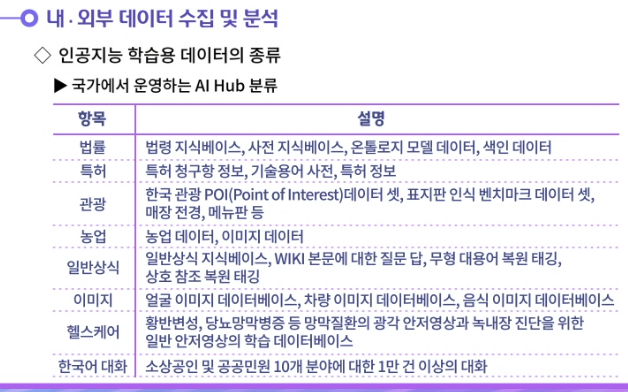 내·외부 데이터 수집 및 분석
◇ 인공지능 학습용 데이터의 종류
▶ 국가에서 운영하는 AI Hub 분류
항목 설명
법률 법령 지식베이스, 사전 지식베이스, 온톨로지 모델 데이터, 색인 데이터
특허 특허 청구항 정보, 기술용어 사전, 특허 정보
관광 한국 관광 POI(Point of Interest)데이터 셋, 표지판 인식 벤치마크 데이터 셋,
매장 전경, 메뉴판 등
농업 농업 데이터, 이미지 데이터
일반상식 일반상식 지식베이스, WIKI 본문에 대한 질문 답, 무형 대용어 복원 태깅,
상호 참조 복원 태깅
이미지 얼굴 이미지 데이터베이스, 차량 이미지 데이터베이스, 음식 이미지 데이터베이스
헬스케어 황반변성, 당뇨망막병증 등 망막질환의 광각 안저영상과 녹내장 진단을 위한
일반 안저영상의 학습 데이터베이스
한국어 대화 소상공인 및 공공민원 10개 분야에 대한 1만 건 이상의 대화